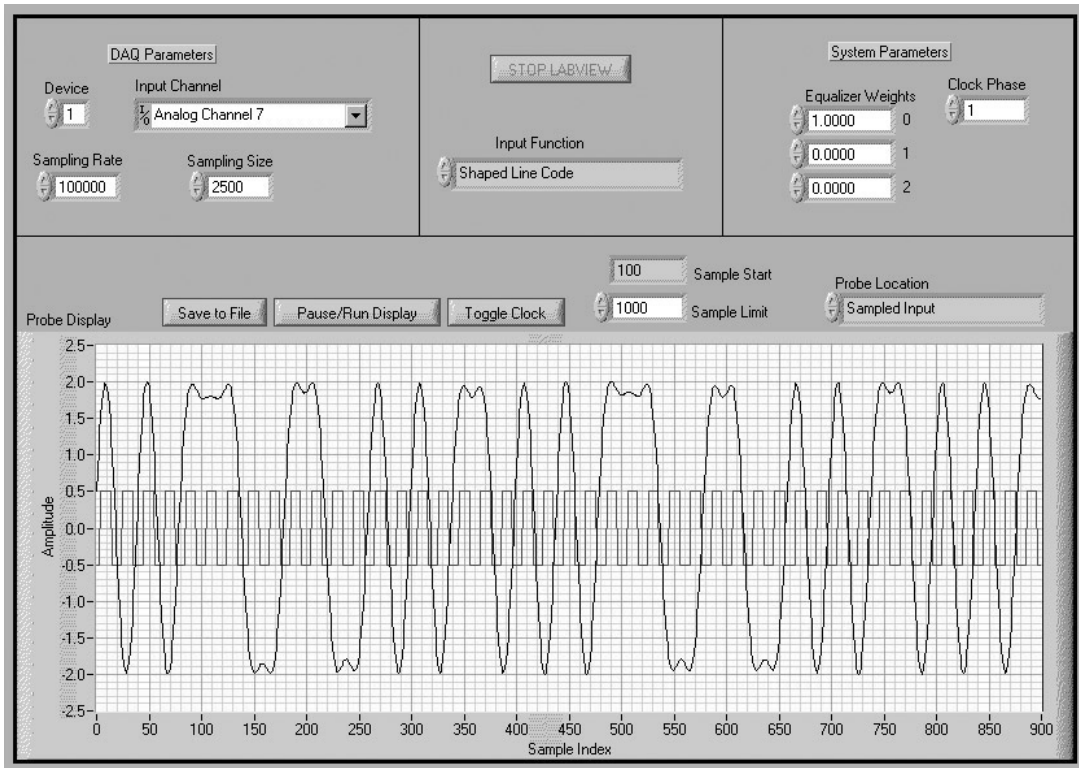 DAQ Parameters
Device
1
Input Channel
I/O Analog Channel 7
Sampling Rate
100000
Sampling Size
2500
STOP LABVIEW
Input Function
Shaped Line Code
System Parameters
Equalizer Weights
1.0000 0
0.0000 1
0.0000 2
Clock Phase
1
Probe Display
Save to File
Pause/Run Display
Toggle Clock
100 Sample Start
1000 Sample Limit
Probe Location
Sampled Input
Amplitude
2.5
2.0
1.5
1.0
0.5
0.0
-0.5
-1.0
-1.5
-2.0
-2.5
0 50 100 150 200 250 300 350 400 450 500 550 600 650 700 750 800 850 900
Sample Index